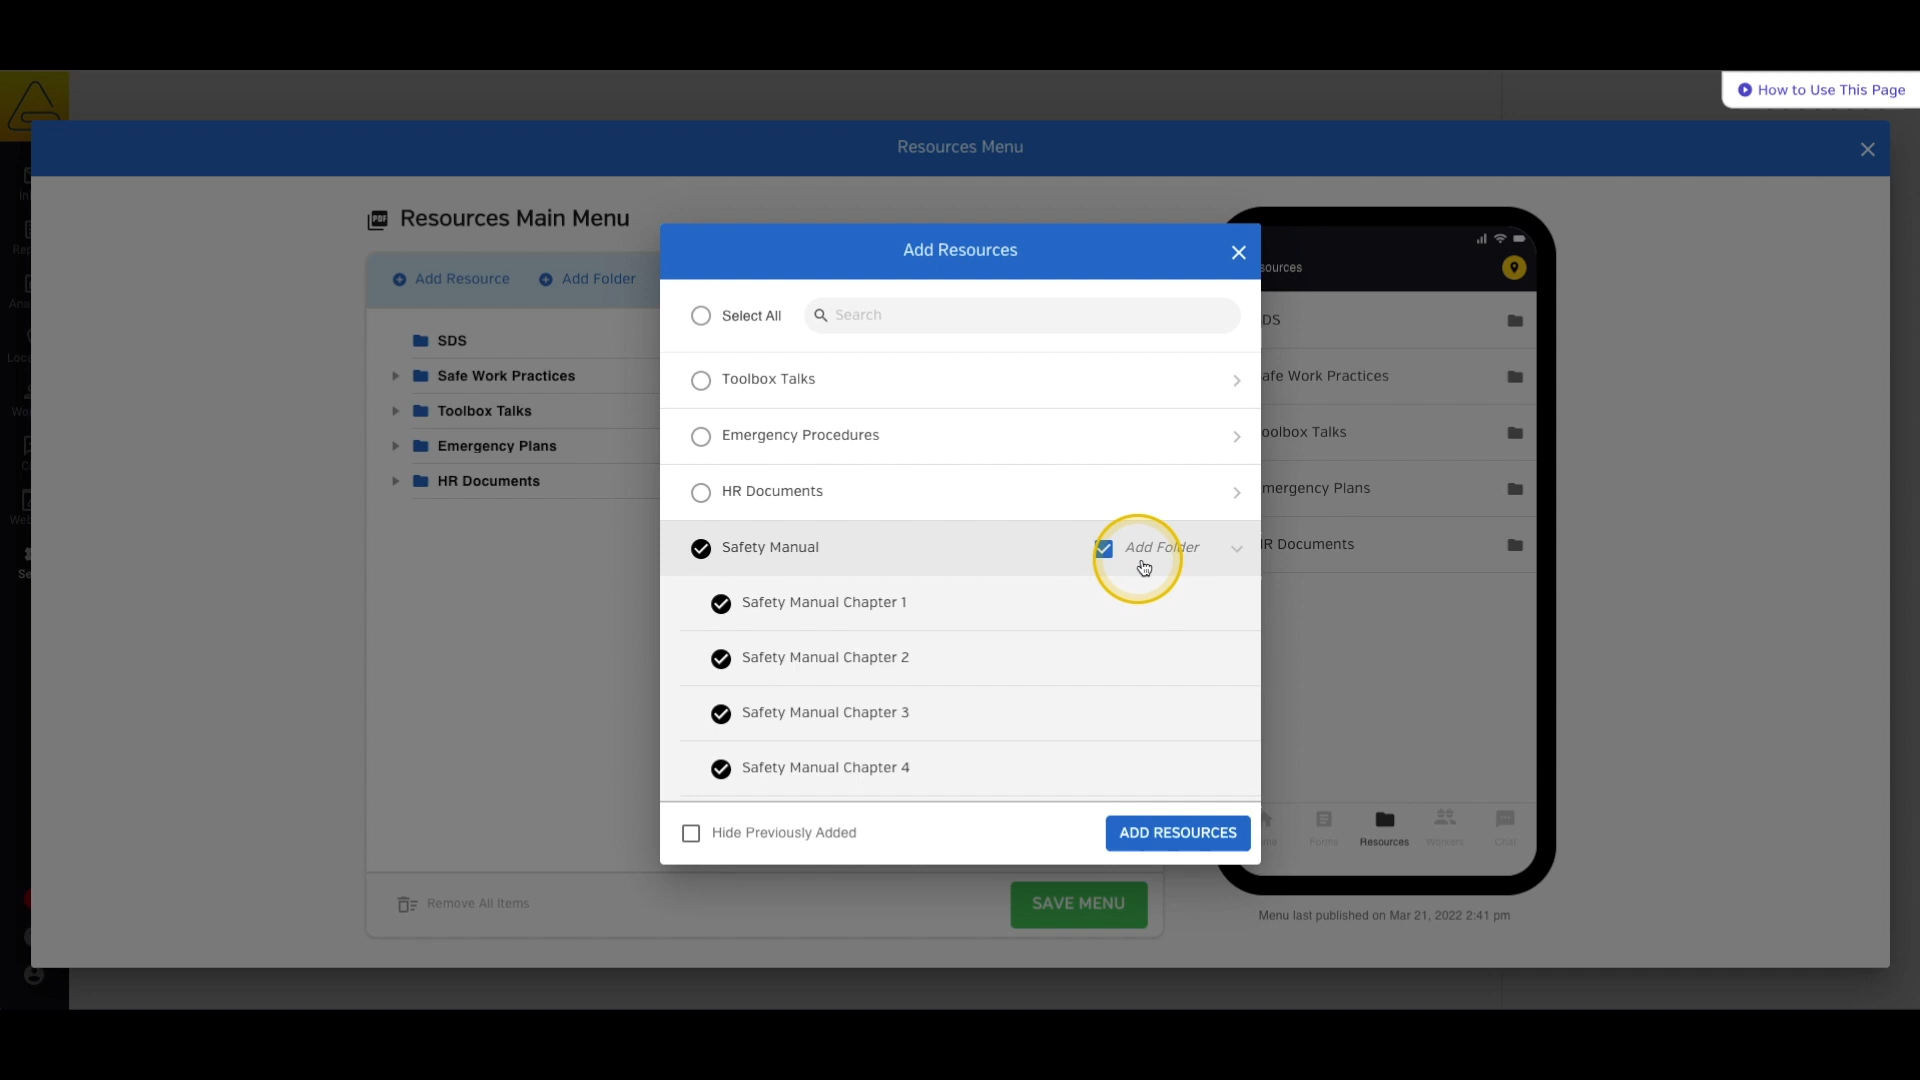 How to Use This Page
Resources Menu
PDF
Resources Main Menu
Add Resource
Add Folder
SDS
Safe Work Practices
Toolbox Talks
Emergency Plans
HR Documents
Remove All Items
SAVE MENU
Add Resources
Select All
Search
Toolbox Talks
Emergency Procedures
HR Documents
Safety Manual
Add Folder
Safety Manual Chapter 1
Safety Manual Chapter 2
Safety Manual Chapter 3
Safety Manual Chapter 4
Hide Previously Added
ADD RESOURCES
sources
DS
afe Work Practices
oolbox Talks
mergency Plans
HR Documents
Forms
Resources
Workers
Chat
Menu last published on Mar 21, 2022 2:41 pm